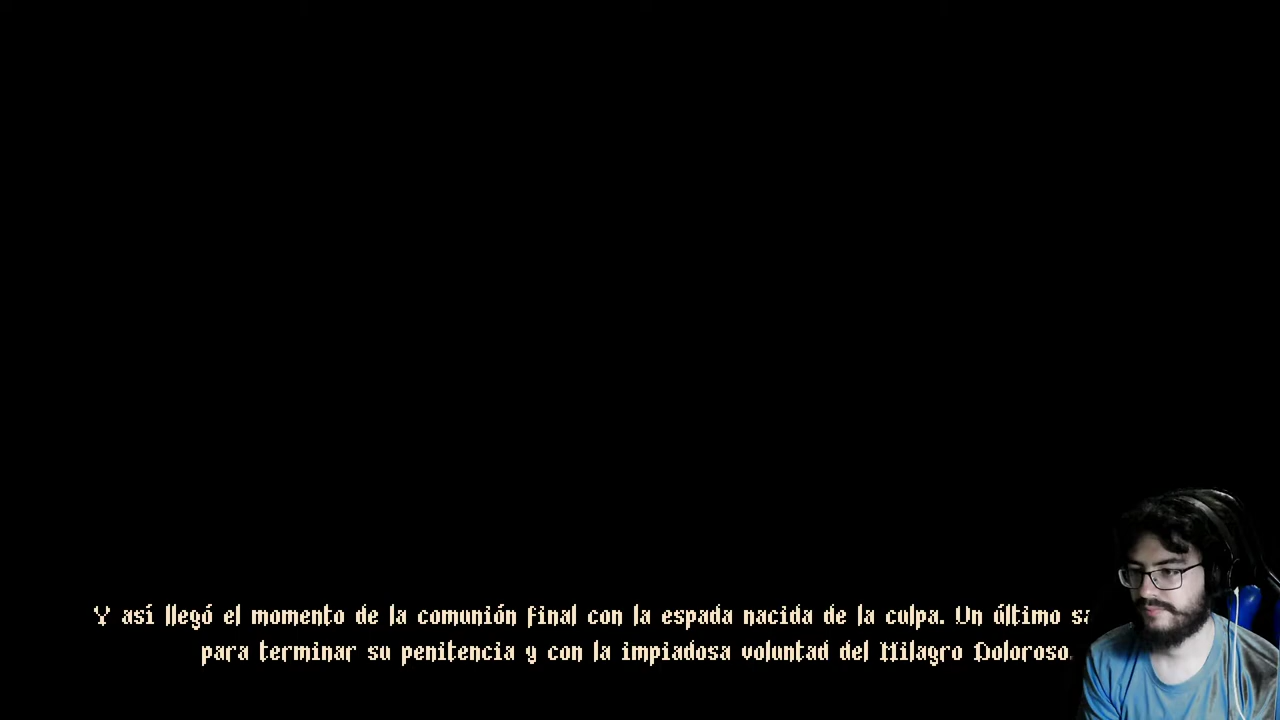 Y así llegó el momento de la comunión final con la espada nacida de la culpa. Un último
para terminar su penitencia y con la impiadosa voluntad del Milagro Doloroso.